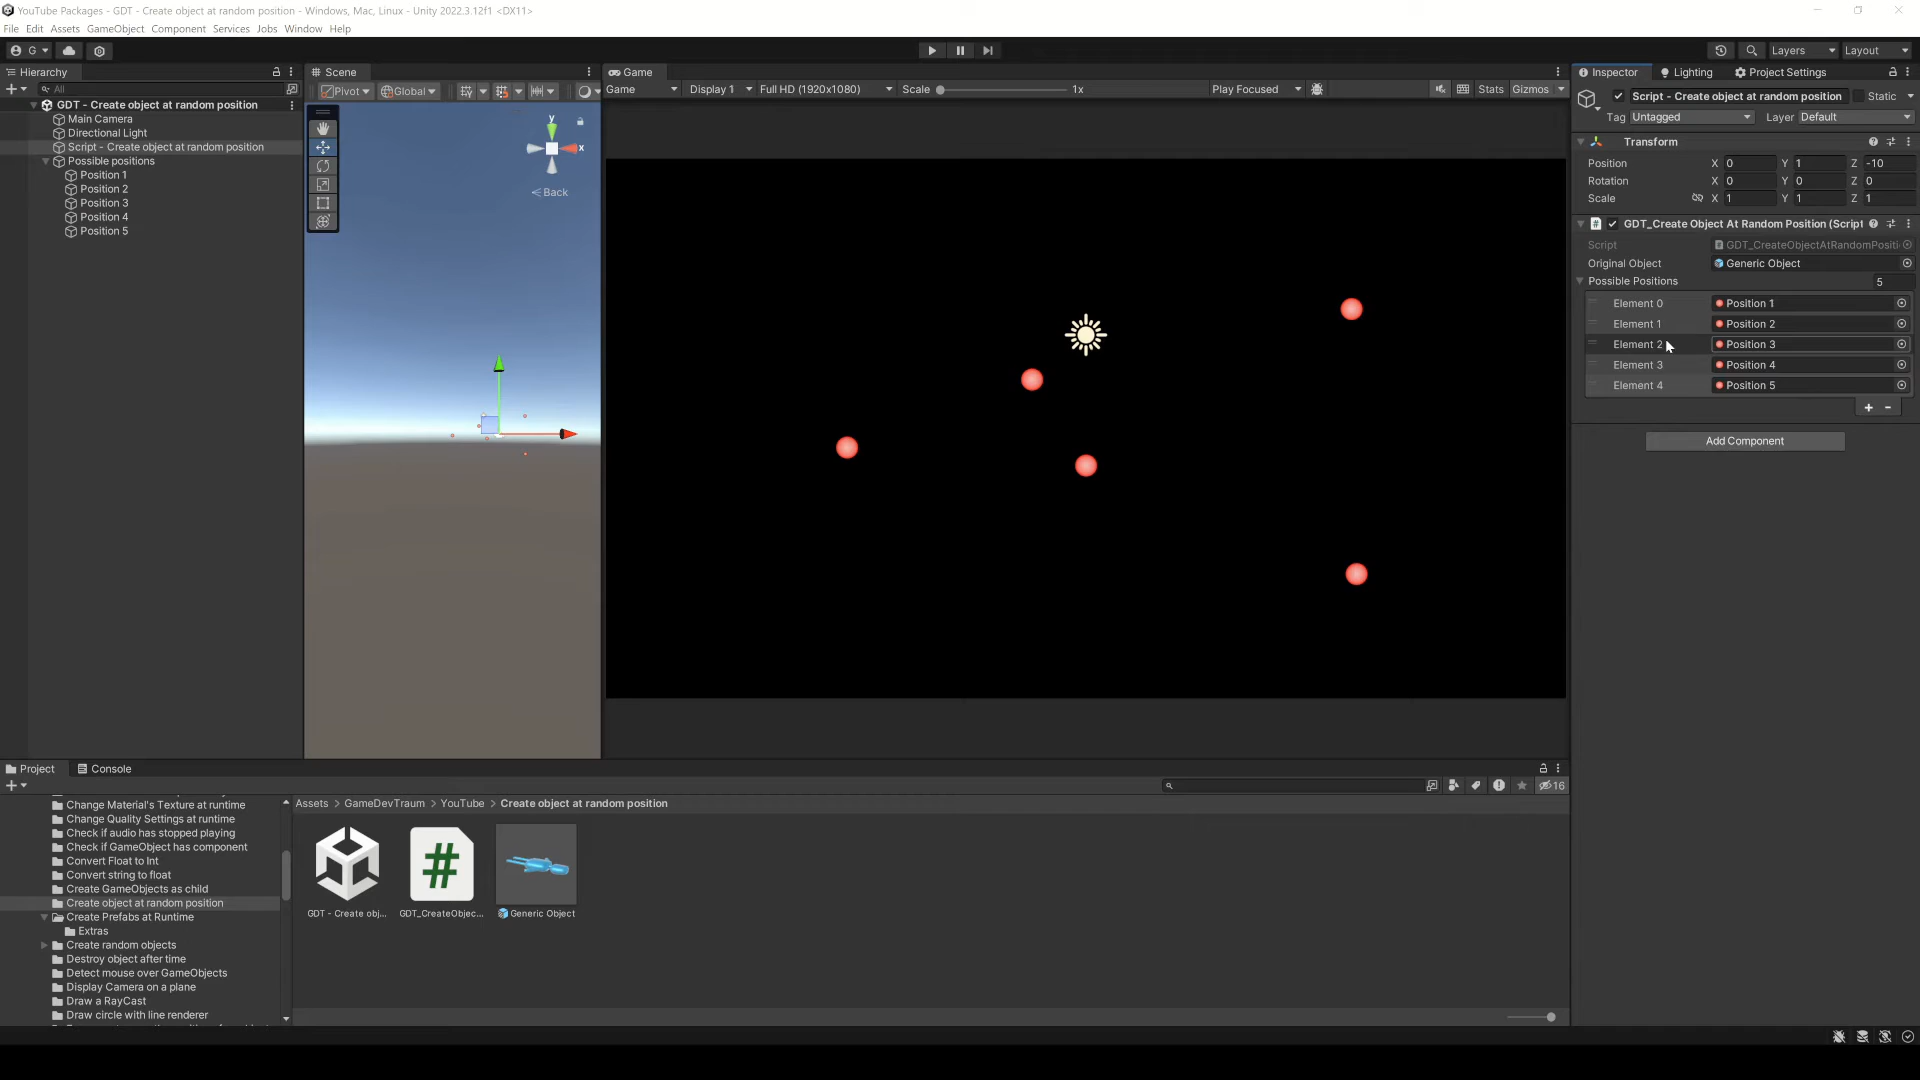 YouTube Packages - GDT - Create object at random position - Windows, Mac, Linux - Unity 2022.3.12f1 <DX11>
File Edit Assets GameObject Component Services Jobs Window Help
G
Layers Layout
Hierarchy
All
GDT - Create object at random position
Main Camera
Directional Light
Script - Create object at random position
Possible positions
Position 1
Position 2
Position 3
Position 4
Position 5
Scene
Pivot Global
y
x
Back
Game
Game Display 1 Full HD (1920x1080) Scale 1x Play Focused Stats Gizmos
Inspector Lighting Project Settings
Script - Create object at random position Static
Tag Untagged Layer Default
Transform
Position X 0 Y 1 Z -10
Rotation X 0 Y 0 Z 0
Scale X 1 Y 1 Z 1
# GDT_Create Object At Random Position (Script
Script GDT_CreateObjectAtRandomPositi
Original Object Generic Object
Possible Positions 5
Element 0 Position 1
Element 1 Position 2
Element 2 Position 3
Element 3 Position 4
Element 4 Position 5
+ -
Add Component
Project Console
16
Change Material's Texture at runtime
Change Quality Settings at runtime
Check if audio has stopped playing
Check if GameObject has component
Convert Float to Int
Convert string to float
Create GameObjects as child
Create object at random position
Create Prefabs at Runtime
Extras
Create random objects
Destroy object after time
Detect mouse over GameObjects
Display Camera on a plane
Draw a RayCast
Draw circle with line renderer
Assets > GameDevTraum > YouTube > Create object at random position
#
GDT - Create obj... GDT_CreateObjec... Generic Object